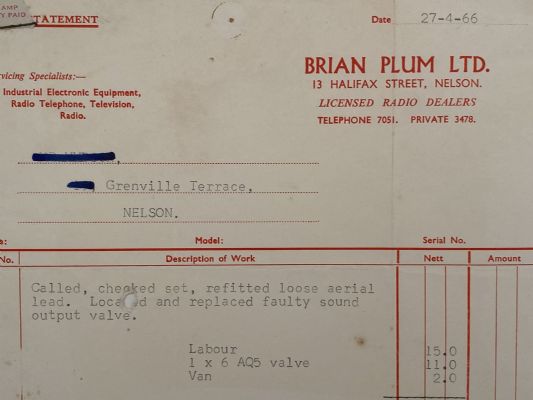 AMP
Y PAID
TATEMENT
Date 27-4-66
BRIAN PLUM LTD.
13 HALIFAX STREET, NELSON.
LICENSED RADIO DEALERS
TELEPHONE 7051. PRIVATE 3478.
rvicing Specialists:—
Industrial Electronic Equipment,
Radio Telephone, Television,
Radio.
Grenville Terrace,
NELSON.
Model: Serial No.
No. Description of Work Nett Amount
Called, checked set, refitted loose aerial
lead. Located and replaced faulty sound
output valve.
Labour 15.0
1 x 6 AQ5 valve 11.0
Van 2.0